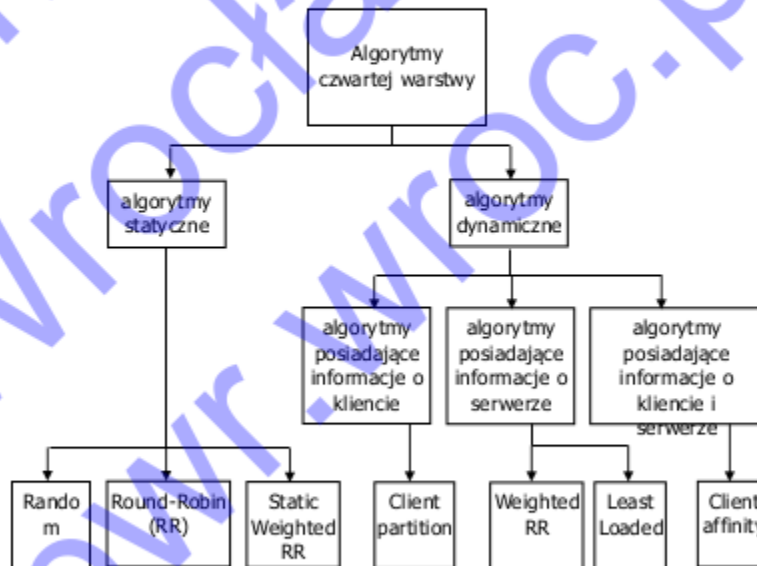 Algorytmy
czwartej warstwy
algorytmy
statyczne
algorytmy
dynamiczne
algorytmy
posiadające
informacje o
kliencie
algorytmy
posiadające
informacje o
serwerze
algorytmy
posiadające
informacje o
kliencie i
serwerze
Rando
m
Round-Robin
(RR)
Static
Weighted
RR
Client
partition
Weighted
RR
Least
Loaded
Client
affinity